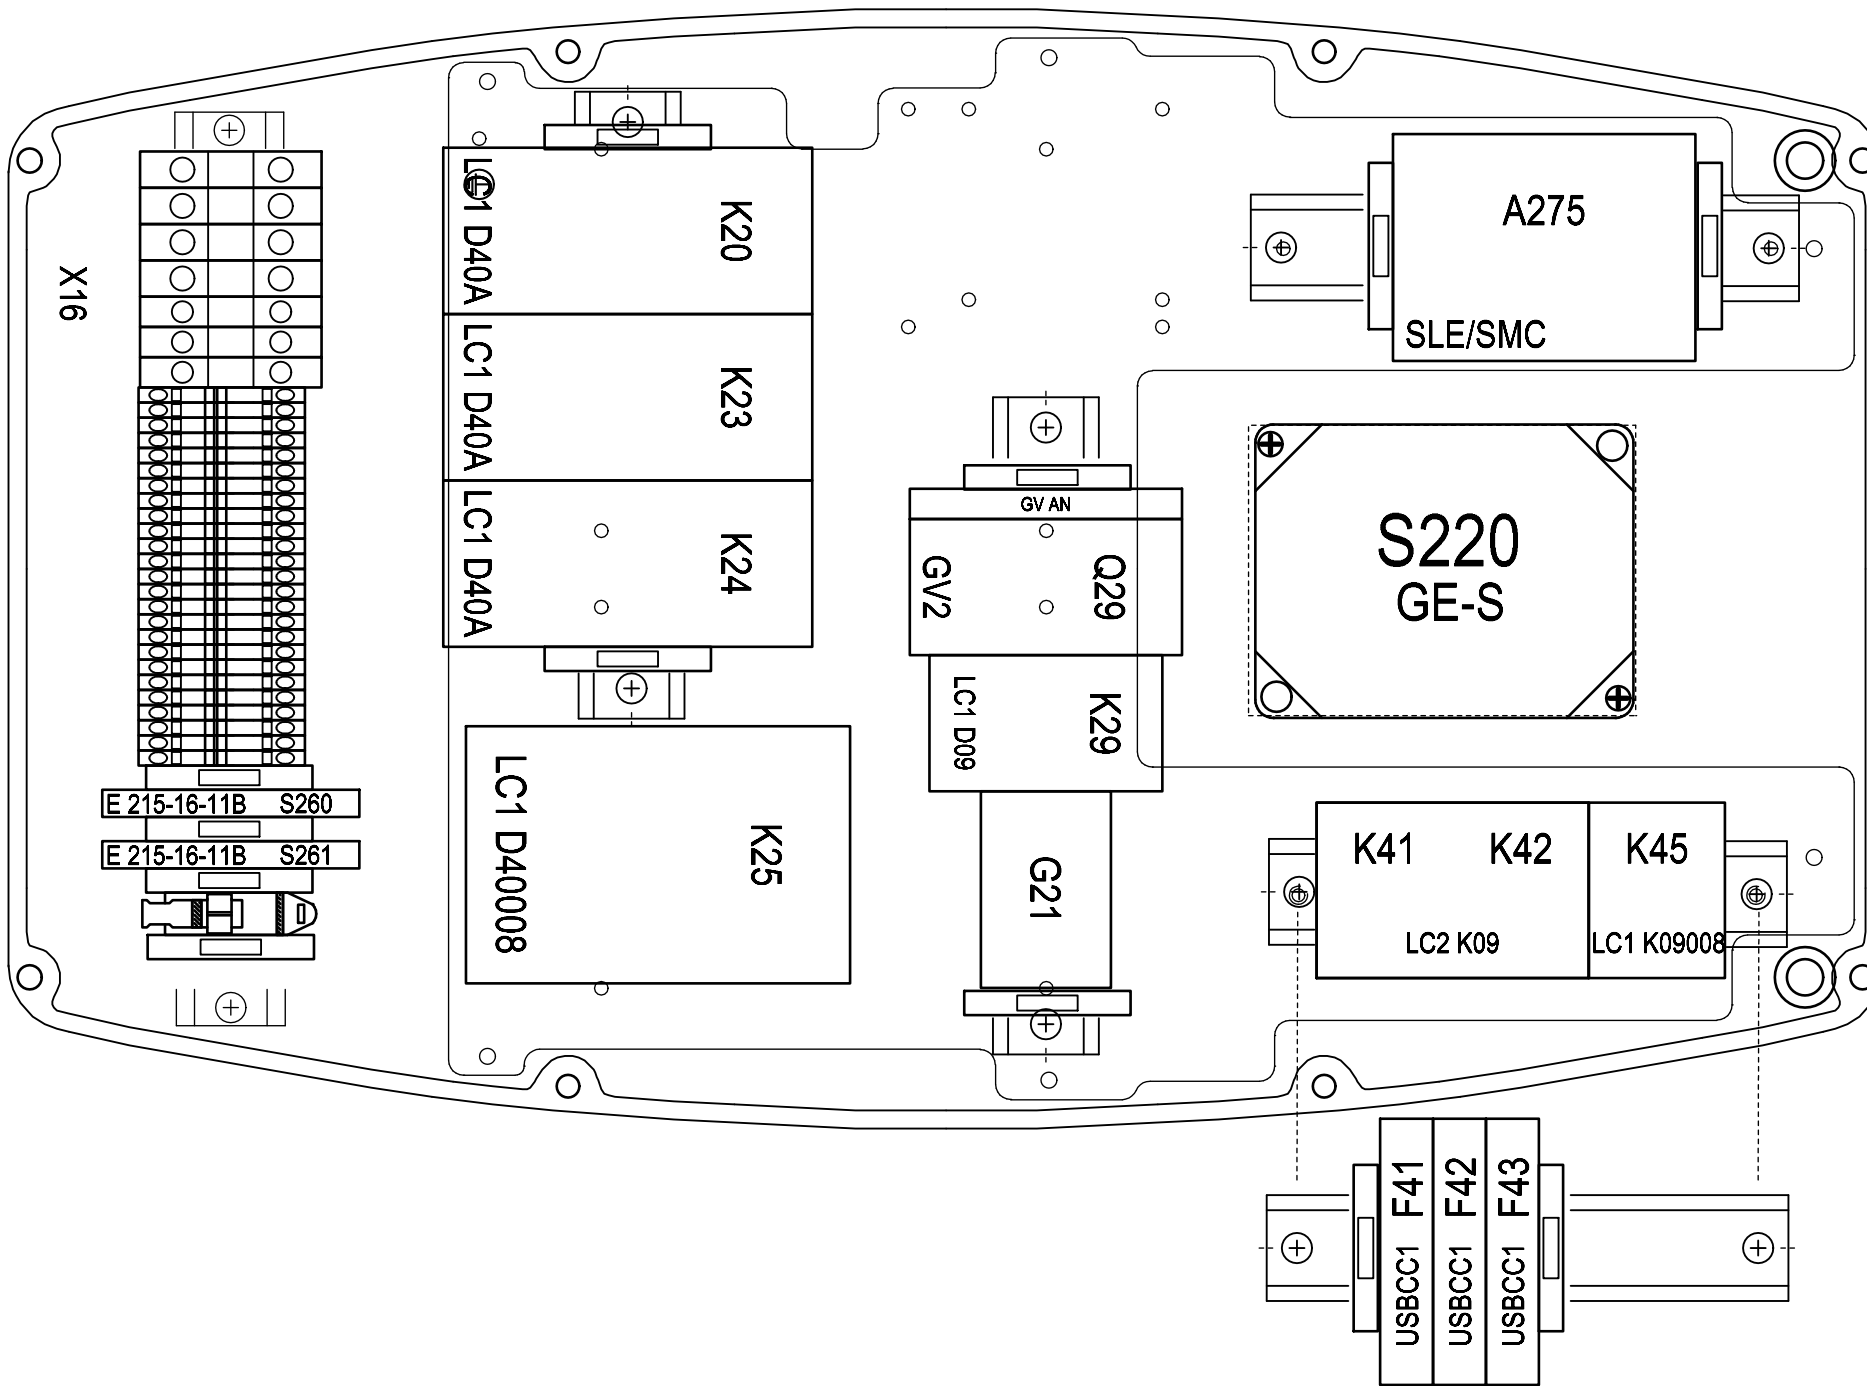 X16
E 215-16-11B S260
E 215-16-11B S261
LC1 D40A K20
LC1 D40A K23
LC1 D40A K24
LC1 D40008 K25
GV AN
GV2 Q29
LC1 D09 K29
G21
A275
SLE/SMC
S220
GE-S
K41 K42 K45
LC2 K09 LC1 K09008
USBCC1 F41
USBCC1 F42
USBCC1 F43